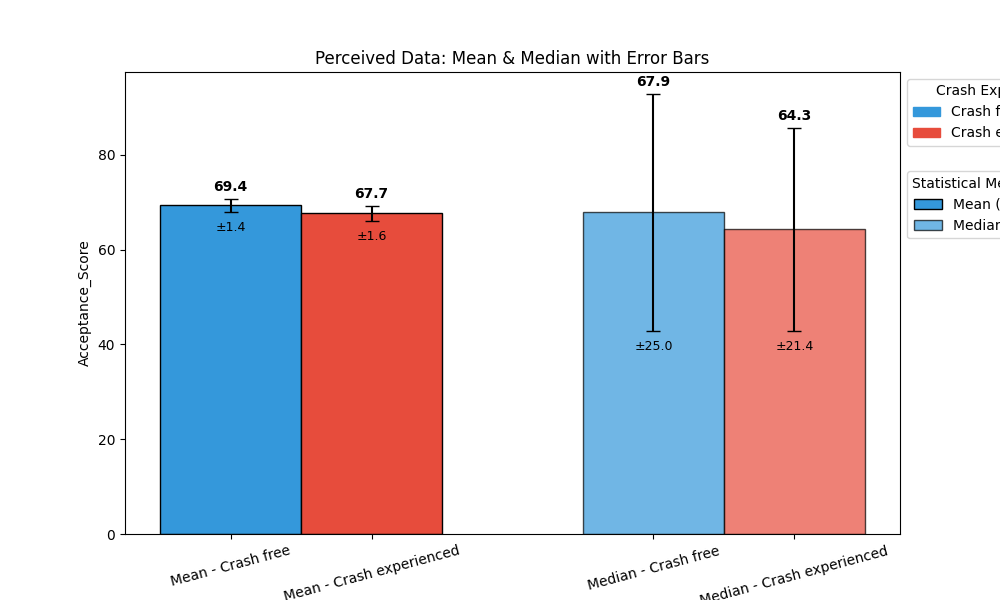 Perceived Data: Mean & Median with Error Bars
67.9
64.3
69.4
67.7
±1.4
±1.6
±25.0
±21.4
Acceptance_Score
80
60
40
20
0
Mean - Crash free
Mean - Crash experienced
Median - Crash free
Median - Crash experienced
Crash Exp
Crash f
Crash e
Statistical Me
Mean (
Median